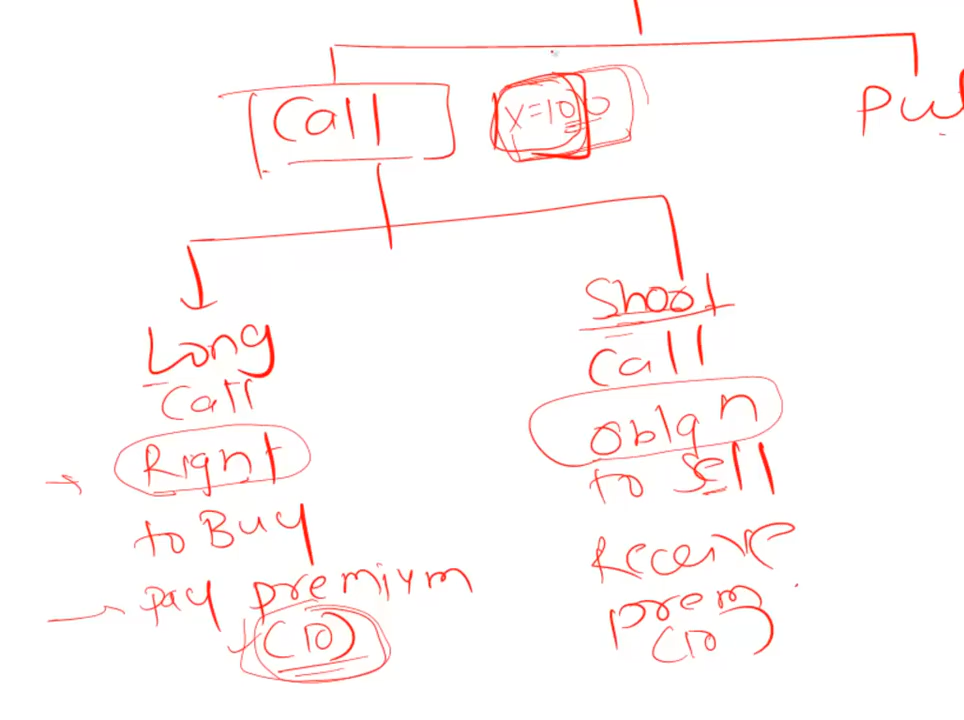 Call X=100 Put
Long
Call
Right
to Buy
pay premium
(10)
Short
Call
Oblgn
to sell
Receive
prem
(10)